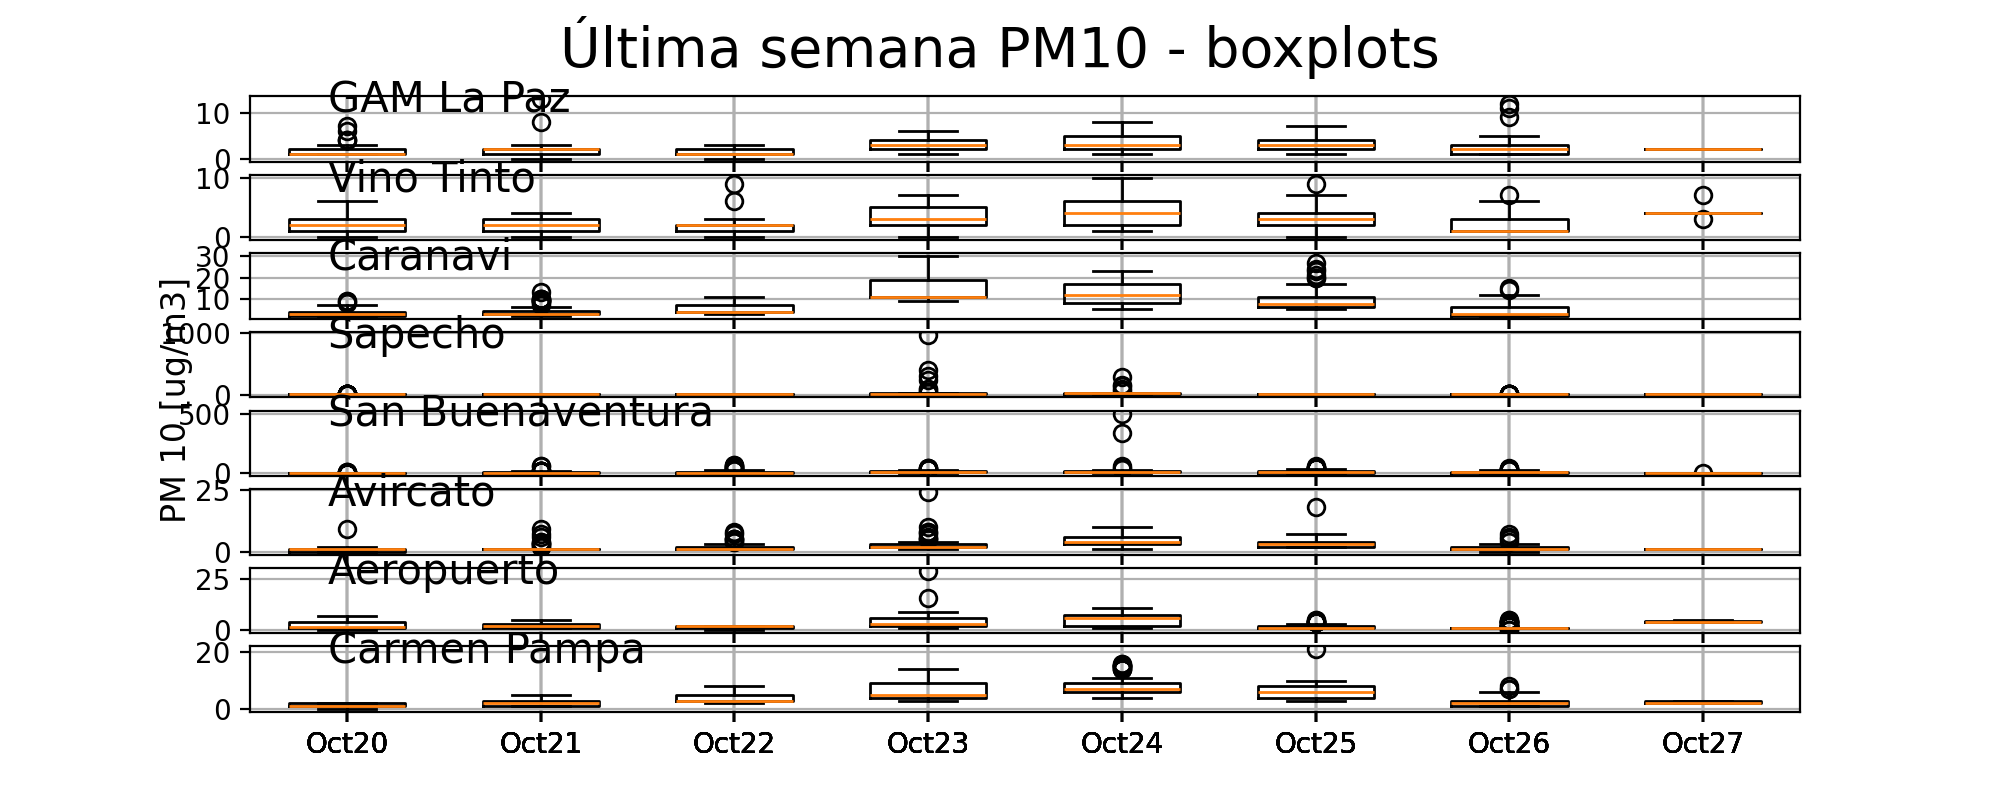 Última semana PM10 - boxplots
PM 10 [ug/m3]
GAM La Paz
10
0
Vino Tinto
10
0
Caranavi
30
20
10
Sapecho
1000
0
San Buenaventura
500
0
Avircato
25
0
Aeropuerto
25
0
Carmen Pampa
20
0
Oct20 Oct21 Oct22 Oct23 Oct24 Oct25 Oct26 Oct27